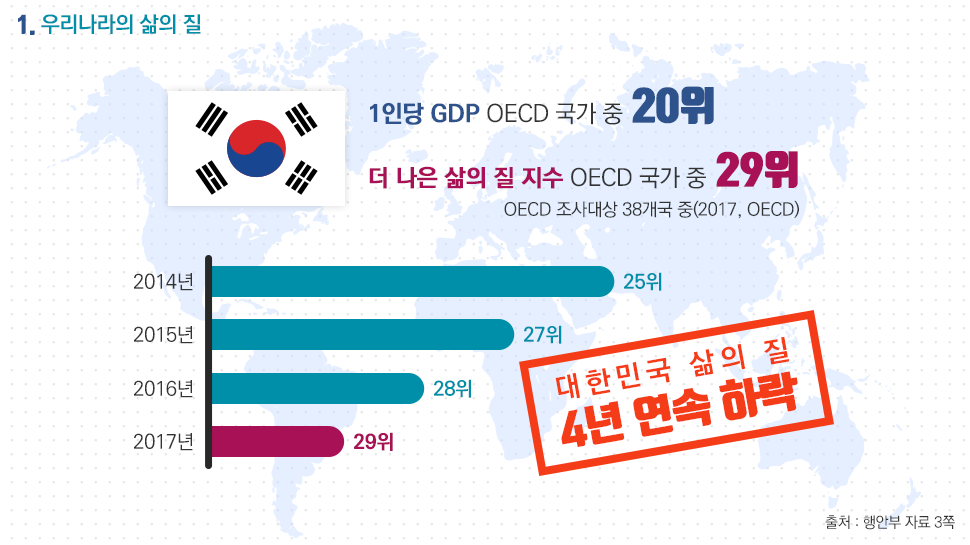 1. 우리나라의 삶의 질
1인당 GDP OECD 국가 중 20위
더 나은 삶의 질 지수 OECD 국가 중 29위
OECD 조사대상 38개국 중(2017, OECD)
2014년 25위
2015년 27위
2016년 28위
2017년 29위
대한민국 삶의 질
4년 연속 하락
출처 : 행안부 자료 3쪽